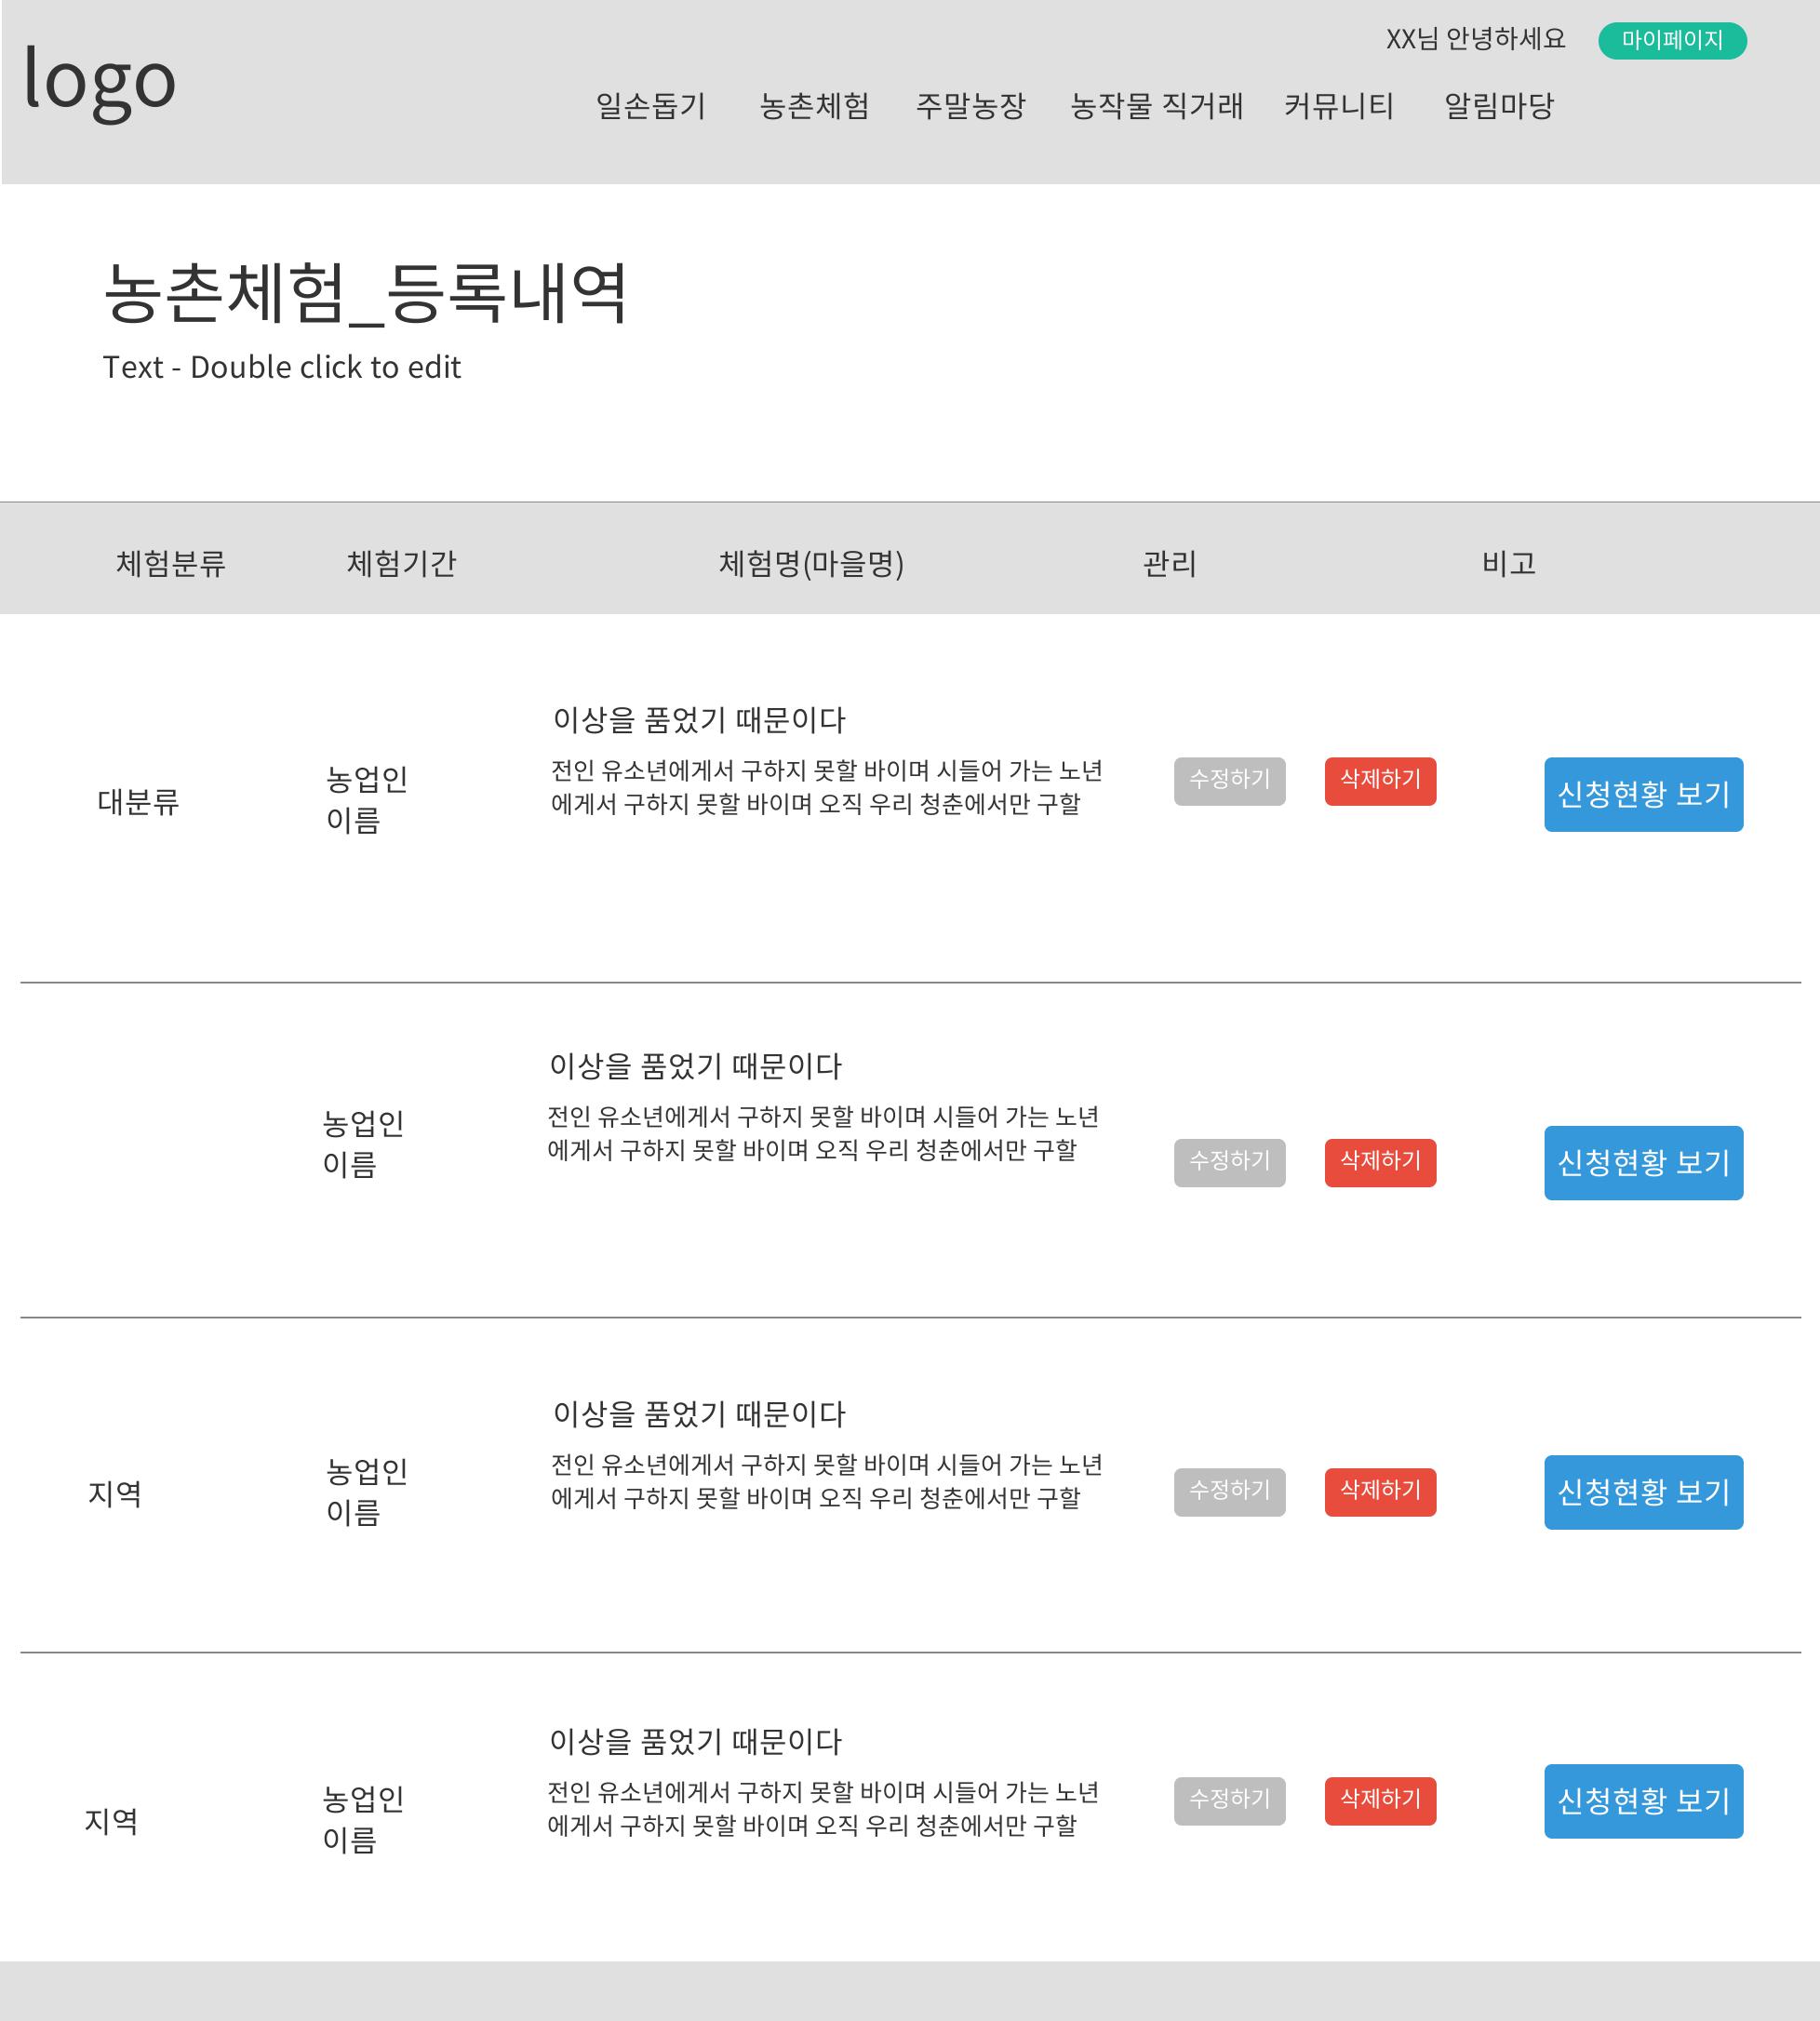 XX님 안녕하세요
마이페이지
logo
일손돕기
농촌체험
주말농장
농작물 직거래
커뮤니티
알림마당
농촌체험_등록내역
Text - Double click to edit
체험분류
체험기간
체험명(마을명)
관리
비고
대분류
농업인
이름
이상을 품었기 때문이다
전인 유소년에게서 구하지 못할 바이며 시들어 가는 노년
에게서 구하지 못할 바이며 오직 우리 청춘에서만 구할
수정하기
삭제하기
신청현황 보기
농업인
이름
이상을 품었기 때문이다
전인 유소년에게서 구하지 못할 바이며 시들어 가는 노년
에게서 구하지 못할 바이며 오직 우리 청춘에서만 구할
수정하기
삭제하기
신청현황 보기
지역
농업인
이름
이상을 품었기 때문이다
전인 유소년에게서 구하지 못할 바이며 시들어 가는 노년
에게서 구하지 못할 바이며 오직 우리 청춘에서만 구할
수정하기
삭제하기
신청현황 보기
지역
농업인
이름
이상을 품었기 때문이다
전인 유소년에게서 구하지 못할 바이며 시들어 가는 노년
에게서 구하지 못할 바이며 오직 우리 청춘에서만 구할
수정하기
삭제하기
신청현황 보기